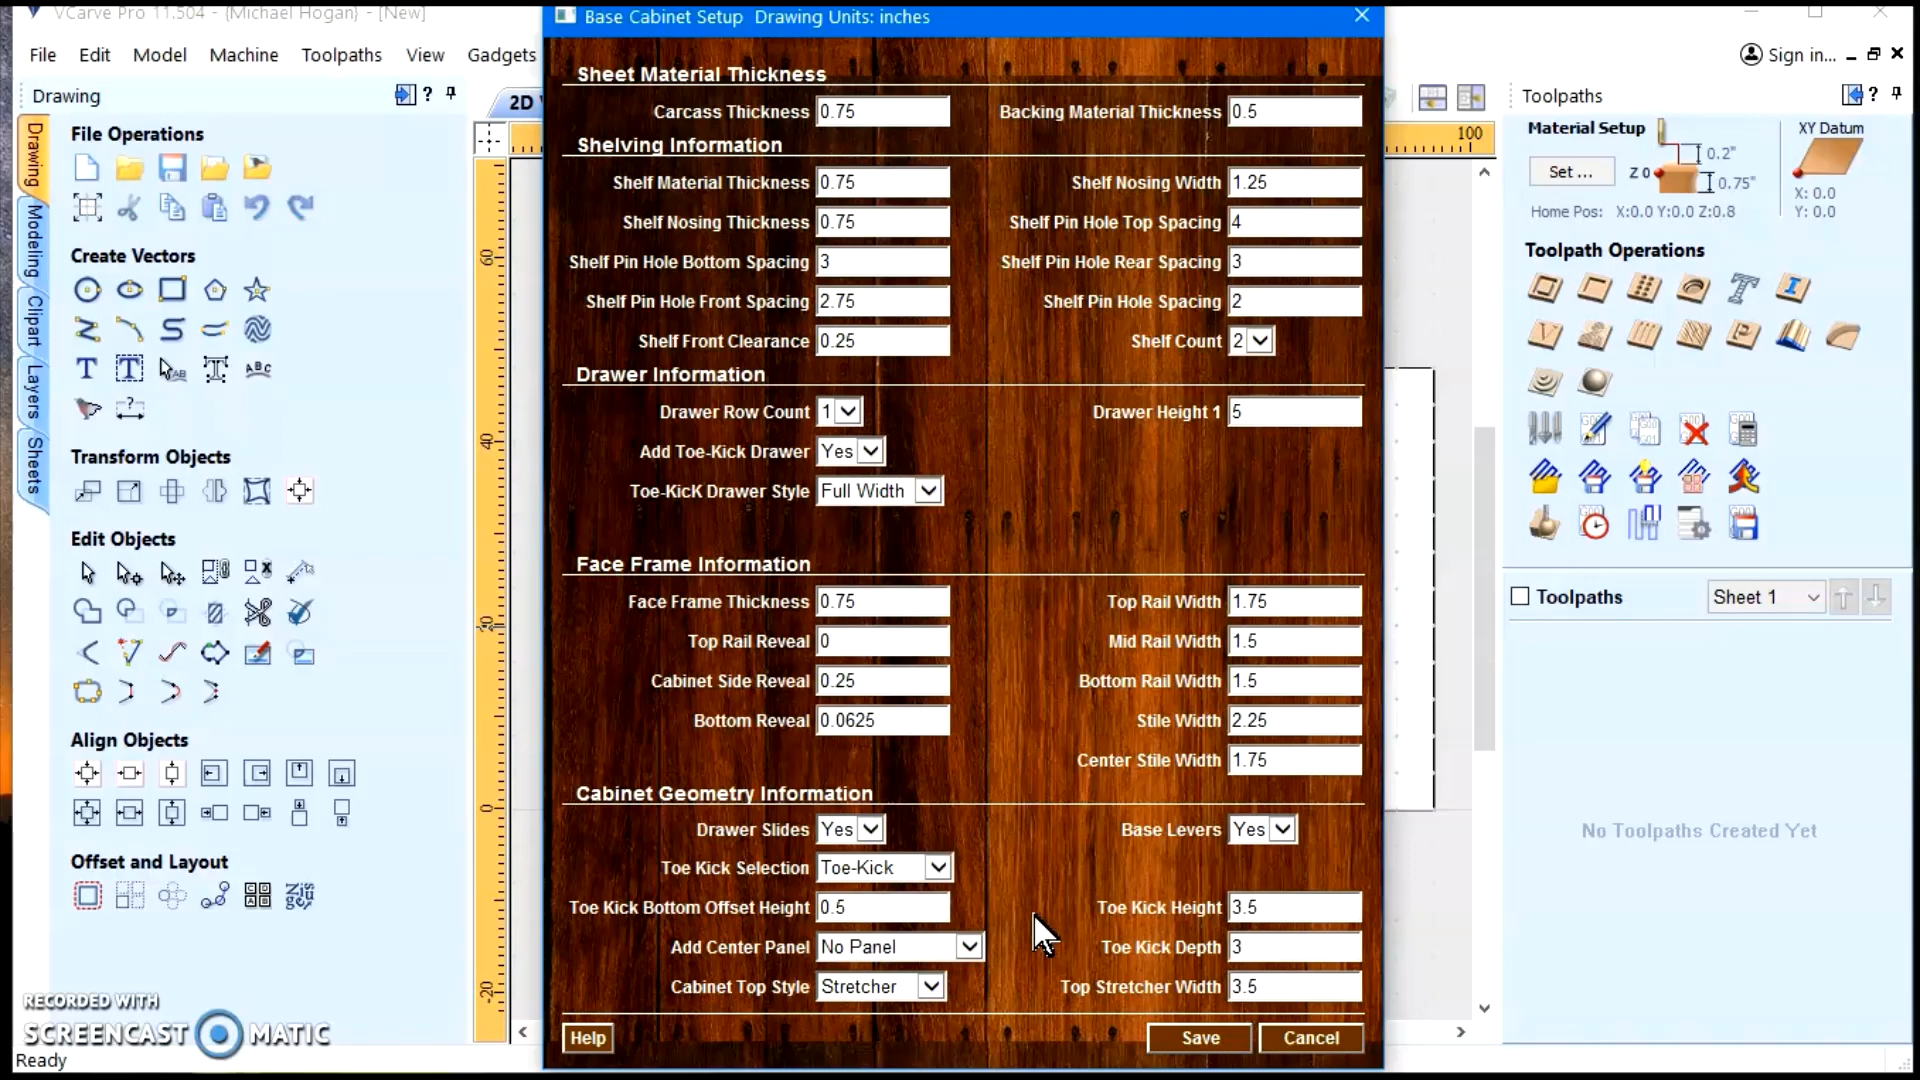 VCarve Pro 11.504 - {Michael Hogan} - [New]
File Edit Model Machine Toolpaths View Gadgets
Sign in...
Drawing
?
2D V
Drawing
Modeling
Clipart
Layers
Sheets
File Operations
Create Vectors
Transform Objects
Edit Objects
Align Objects
Offset and Layout
RECORDED WITH
SCREENCAST MATIC
Ready
60
40
20
0
-20
100
Base Cabinet Setup Drawing Units: inches
Sheet Material Thickness
Carcass Thickness 0.75 Backing Material Thickness 0.5
Shelving Information
Shelf Material Thickness 0.75 Shelf Nosing Width 1.25
Shelf Nosing Thickness 0.75 Shelf Pin Hole Top Spacing 4
Shelf Pin Hole Bottom Spacing 3 Shelf Pin Hole Rear Spacing 3
Shelf Pin Hole Front Spacing 2.75 Shelf Pin Hole Spacing 2
Shelf Front Clearance 0.25 Shelf Count 2
Drawer Information
Drawer Row Count 1 Drawer Height 1 5
Add Toe-Kick Drawer Yes
Toe-KicK Drawer Style Full Width
Face Frame Information
Face Frame Thickness 0.75 Top Rail Width 1.75
Top Rail Reveal 0 Mid Rail Width 1.5
Cabinet Side Reveal 0.25 Bottom Rail Width 1.5
Bottom Reveal 0.0625 Stile Width 2.25
Center Stile Width 1.75
Cabinet Geometry Information
Drawer Slides Yes Base Levers Yes
Toe Kick Selection Toe-Kick
Toe Kick Bottom Offset Height 0.5 Toe Kick Height 3.5
Add Center Panel No Panel Toe Kick Depth 3
Cabinet Top Style Stretcher Top Stretcher Width 3.5
Help Save Cancel
Toolpaths
?
Material Setup XY Datum
Set ... Z 0 0.2" 0.75"
X: 0.0
Y: 0.0
Home Pos: X:0.0 Y:0.0 Z:0.8
Toolpath Operations
Toolpaths Sheet 1
No Toolpaths Created Yet